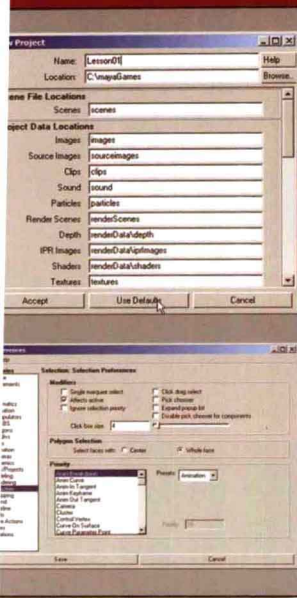 Project
Name: Lesson01 Help
Location: C:\mayaGames Browse..
Scene File Locations
Scenes scenes
Project Data Locations
Images images
Source Images sourceimages
Clips clips
Sound sound
Particles particles
Render Scenes renderScenes
Depth renderData\depth
IPR Images renderData\iprImages
Shaders renderData\shaders
Textures textures
Accept Use Defaults Cancel
Selection: Selection Preferences
Modifiers
Single marquee select Click drag select
Affects active Pick chooser
Ignore selection priority Expand popup list
Disable pick chooser for components
Click box size: 4
Polygon Selection
Select faces with: Center Whole face
Priority
Presets: Animation
Anim Curve
Anim In Tangent
Anim Keyframe
Anim Out Tangent
Camera
Cluster
Control Vertex
Curve On Surface
Curve Parametric Point
Priority
Save Cancel